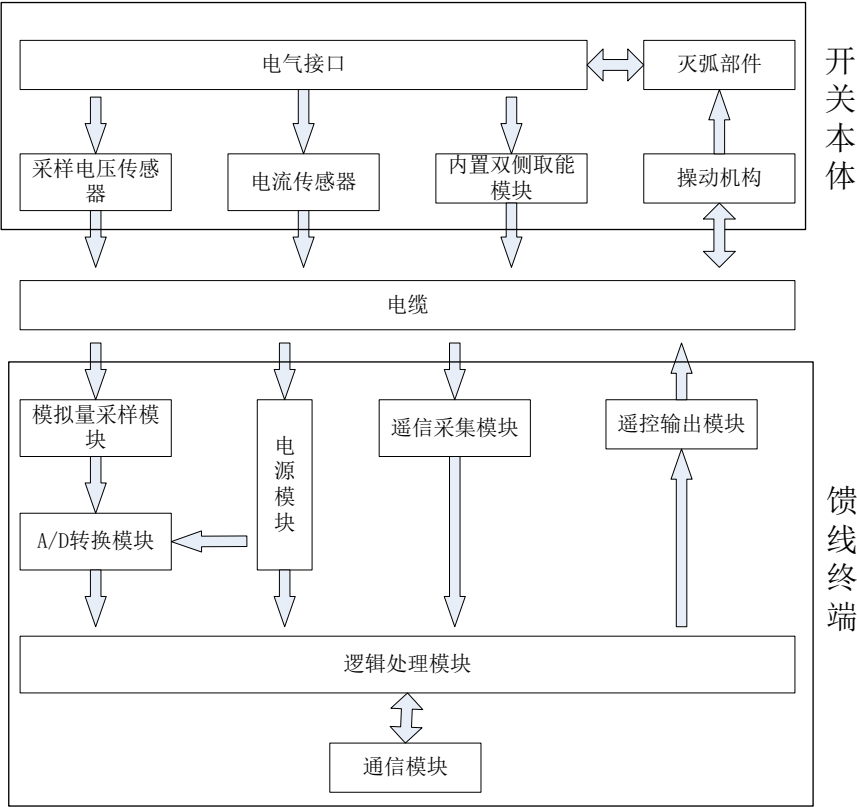 电气接口
灭弧部件
开关本体
采样电压传感
器
电流传感器
内置双侧取能
模块
操动机构
电缆
模拟量采样模
块
电源模块
遥信采集模块
遥控输出模块
A/D转换模块
馈线终端
逻辑处理模块
通信模块